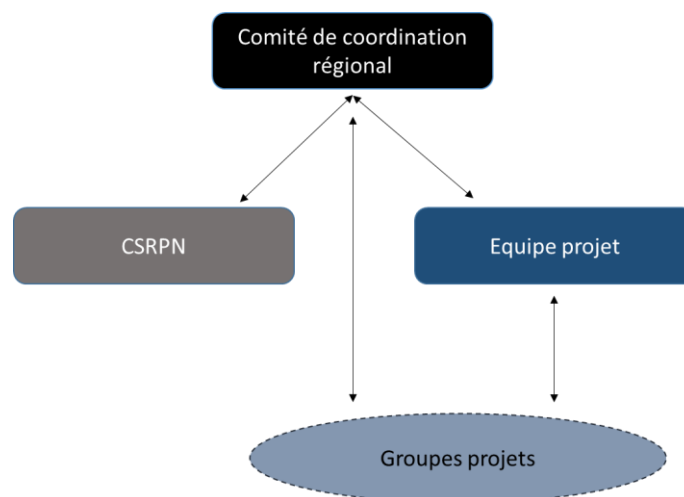 Comité de coordination
régional
CSRPN
Equipe projet
Groupes projets